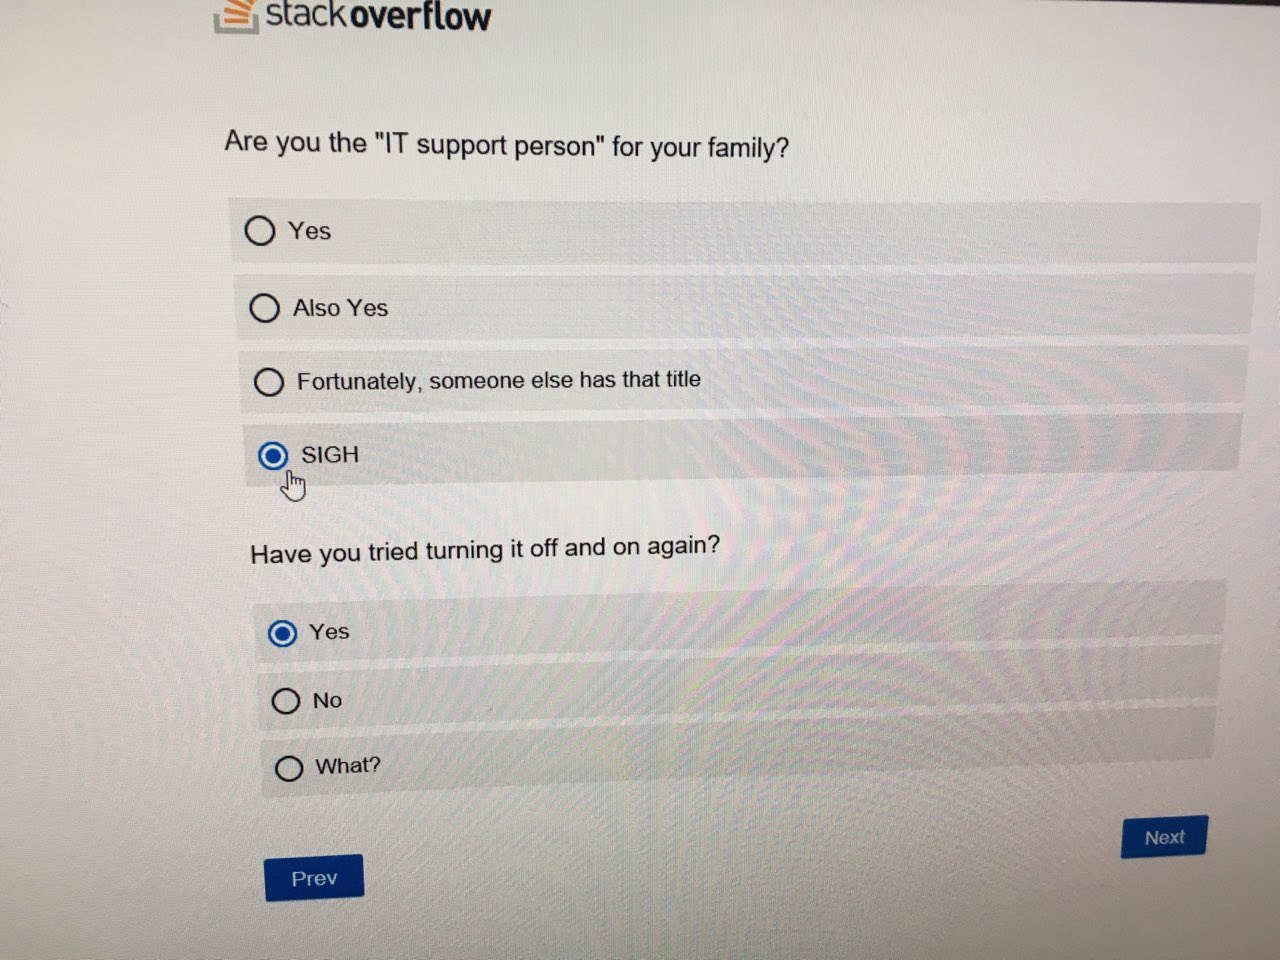 stackoverflow
Are you the "IT support person" for your family?
Yes
Also Yes
Fortunately, someone else has that title
SIGH
Have you tried turning it off and on again?
Yes
No
What?
Next
Prev